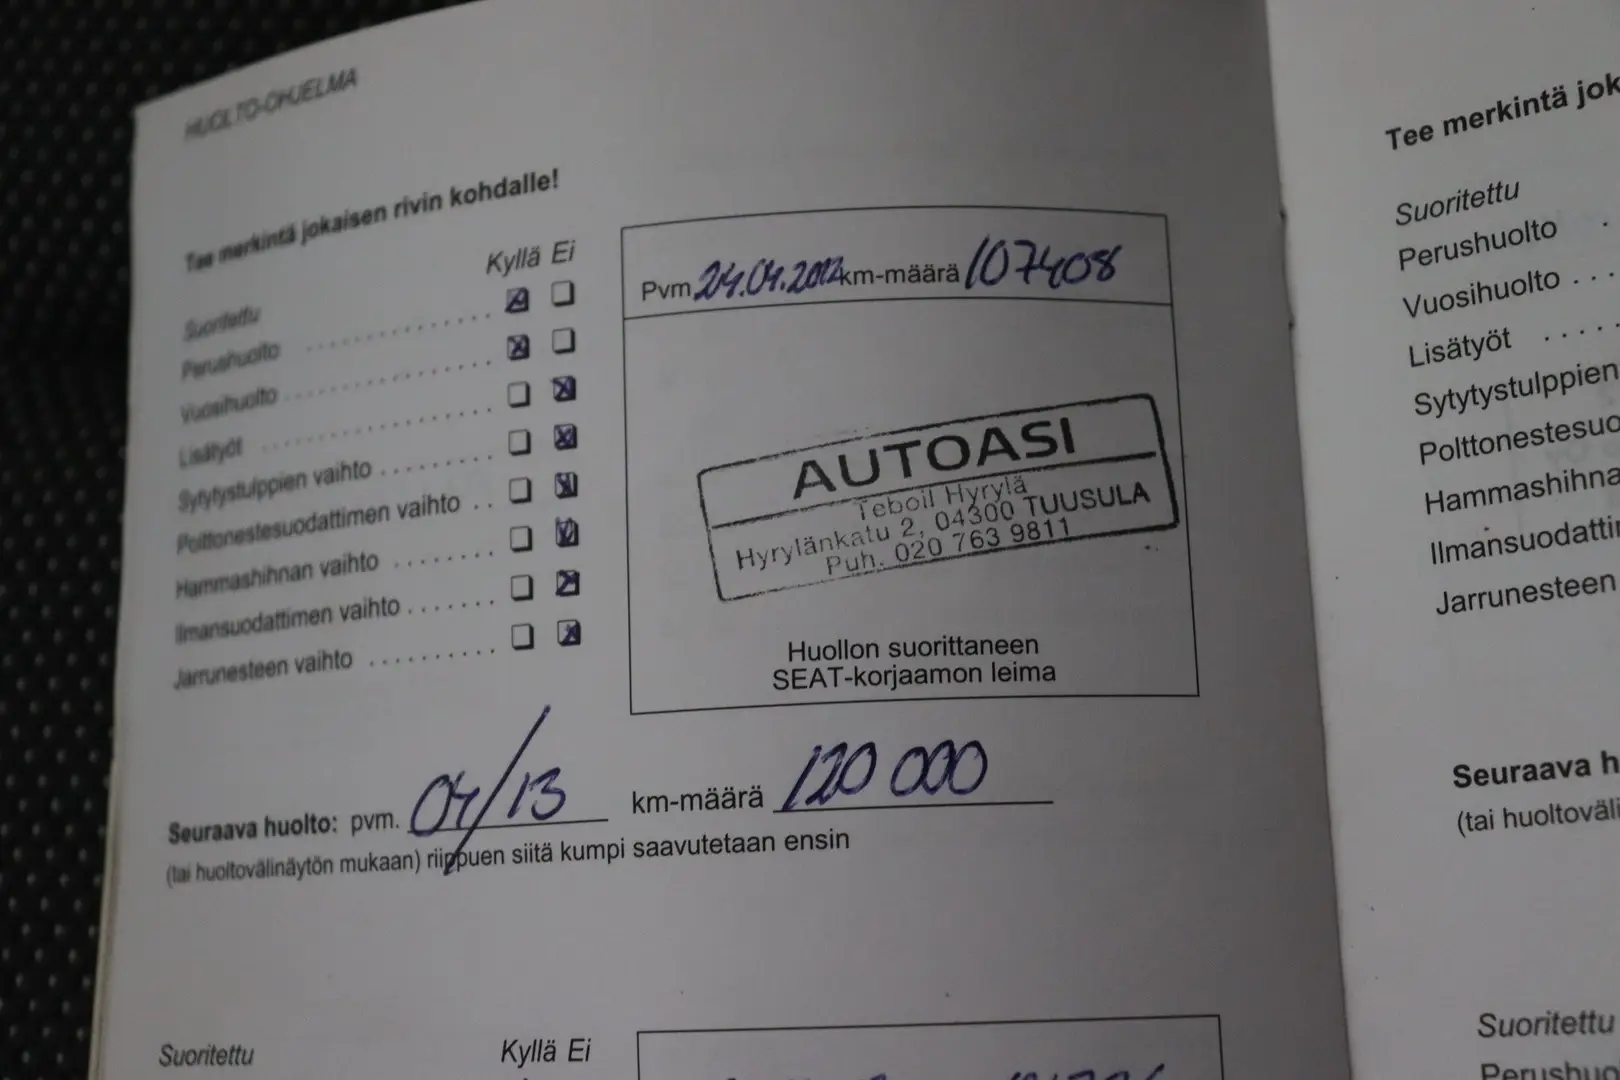 HUOLTO-OHJELMA
Tee merkintä jokaisen rivin kohdalle!
Kyllä Ei
Suoritettu
Perushuolto
Vuosihuolto
Lisätyöt
Sytytystulppien vaihto
Polttonestesuodattimen vaihto
Hammashihnan vaihto
Ilmansuodattimen vaihto
Jarrunesteen vaihto
Pvm 24.04.2012 km-määrä 107408
AUTOASI
Teboil Hyrylä
Hyrylänkatu 2, 04300 TUUSULA
Puh. 020 763 9811
Huollon suorittaneen
SEAT-korjaamon leima
Seuraava huolto: pvm. 04/13 km-määrä 120 000
(tai huoltovälinäytön mukaan) riippuen siitä kumpi saavutetaan ensin
Suoritettu Kyllä Ei
Tee merkintä jok
Suoritettu
Perushuolto
Vuosihuolto
Lisätyöt
Sytytystulppien
Polttonestesuo
Hammashihna
Ilmansuodatti
Jarrunesteen
Seuraava h
(tai huoltoväli
Suoritettu
Perushuo